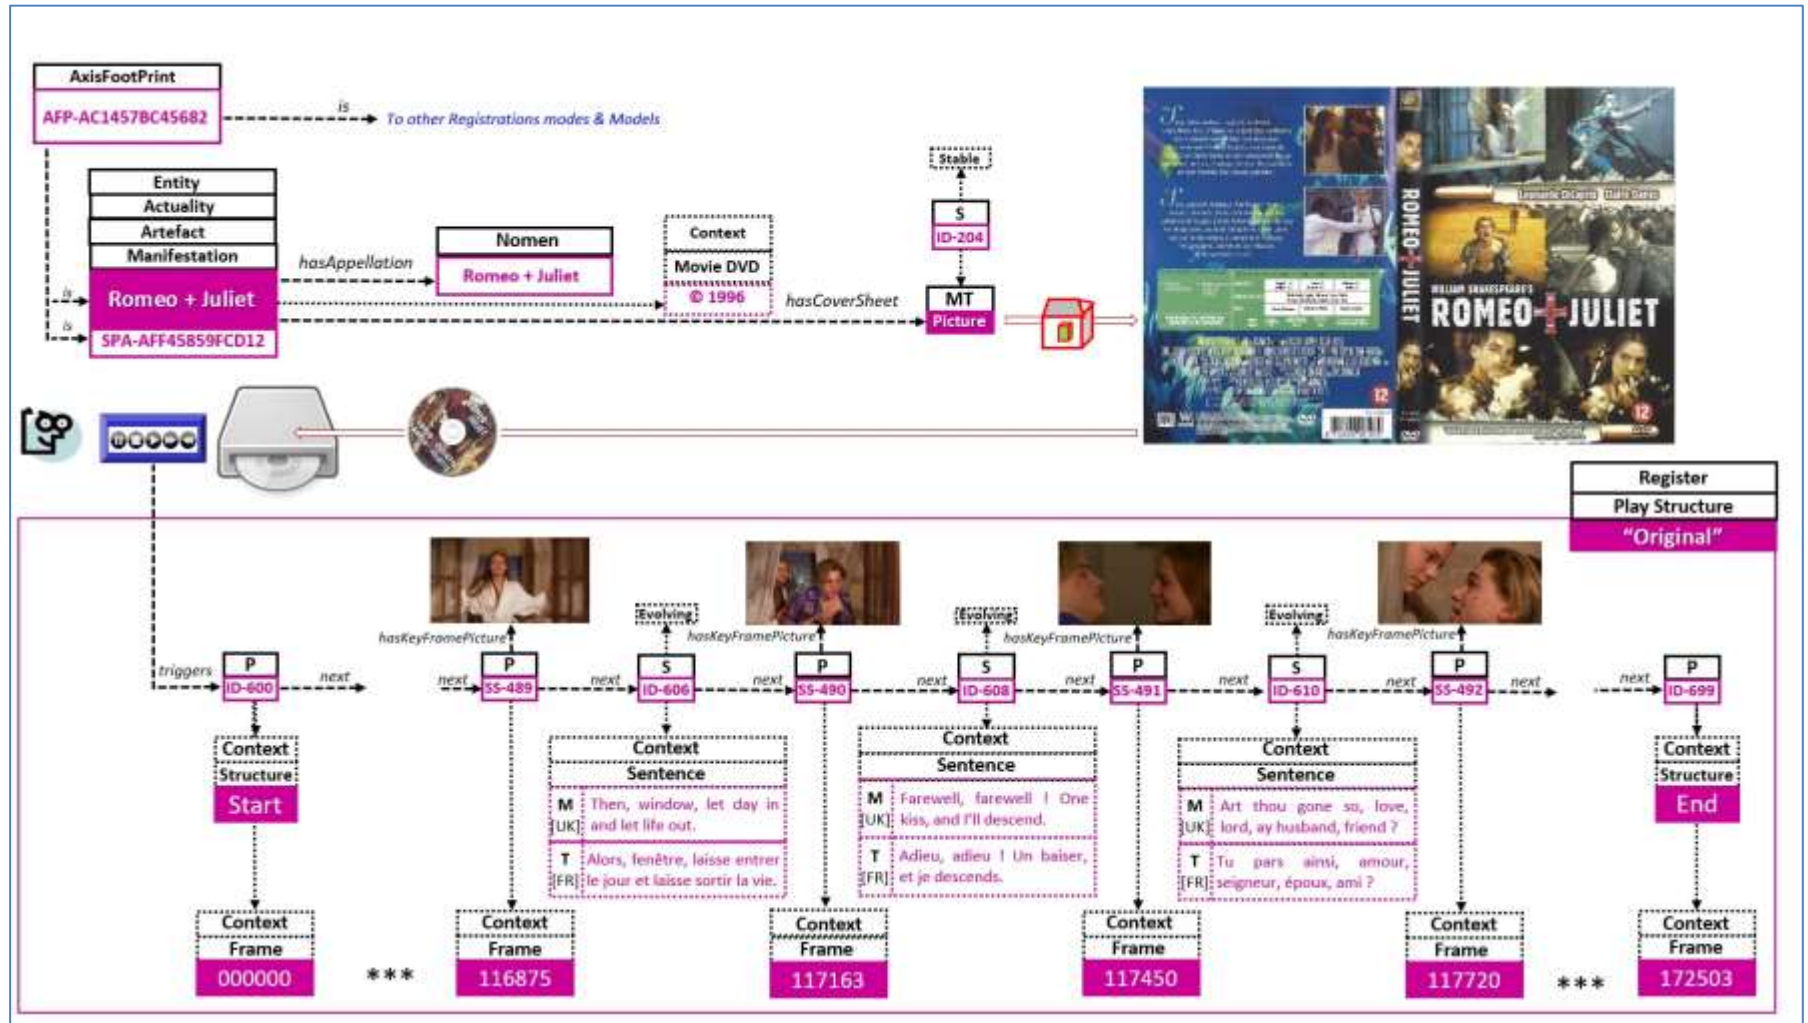 AxisFootPrint
AFP-AC1457BC45682
is
To other Registrations modes & Models
Entity
Actuality
Artefact
Manifestation
Romeo + Juliet
SPA-AFF45859FCD12
is
is
hasAppellation
Nomen
Romeo + Juliet
Context
Movie DVD
© 1996
hasCoverSheet
Stable
S
ID-204
MT
Picture
ROMEO + JULIET
Leonardo DiCaprio Claire Danes
WILLIAM SHAKESPEARE'S
ROMEO + JULIET
12
12
Register
Play Structure
"Original"
triggers
P
ID-600
next
Context
Structure
Start
Context
Frame
000000
***
hasKeyFramePicture
next
P
SS-489
next
Context
Frame
116875
Evolving
S
ID-606
next
Context
Sentence
M
[UK]
Then, window, let day in
and let life out.
T
[FR]
Alors, fenêtre, laisse entrer
le jour et laisse sortir la vie.
hasKeyFramePicture
P
SS-490
next
Context
Frame
117163
Evolving
S
ID-608
next
Context
Sentence
M
[UK]
Farewell, farewell ! One
kiss, and I'll descend.
T
[FR]
Adieu, adieu ! Un baiser,
et je descends.
hasKeyFramePicture
P
SS-491
next
Context
Frame
117450
Evolving
S
ID-610
next
Context
Sentence
M
[UK]
Art thou gone so, love,
lord, ay husband, friend ?
T
[FR]
Tu pars ainsi, amour,
seigneur, époux, ami ?
hasKeyFramePicture
P
SS-492
next
Context
Frame
117720
***
next
P
ID-699
Context
Structure
End
Context
Frame
172503